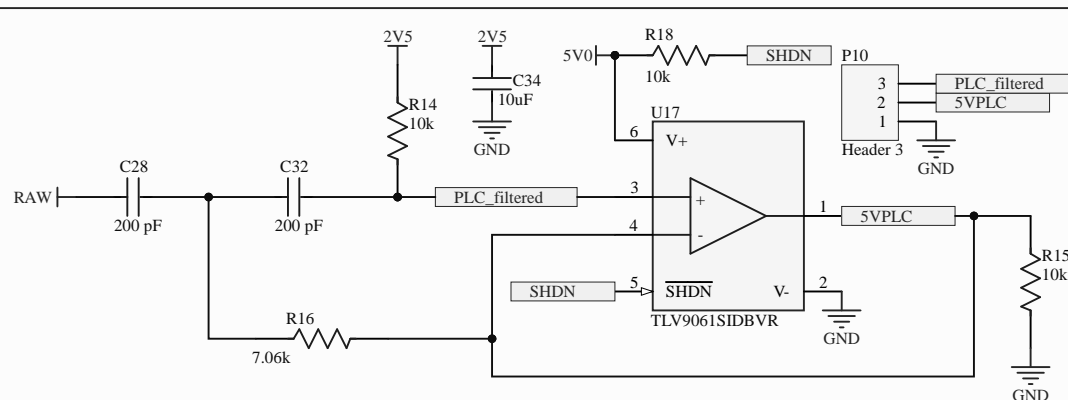 2V5
2V5
R18
5V0
SHDN
P10
10k
C34
10uF
3
PLC_filtered
2
5VPLC
1
R14
10k
U17
6
V+
GND
Header 3
GND
C28
C32
RAW
PLC_filtered
3
+
1
5VPLC
200 pF
200 pF
4
-
R15
10k
SHDN
5
SHDN
V-
2
R16
TLV9061SIDBVR
GND
7.06k
GND